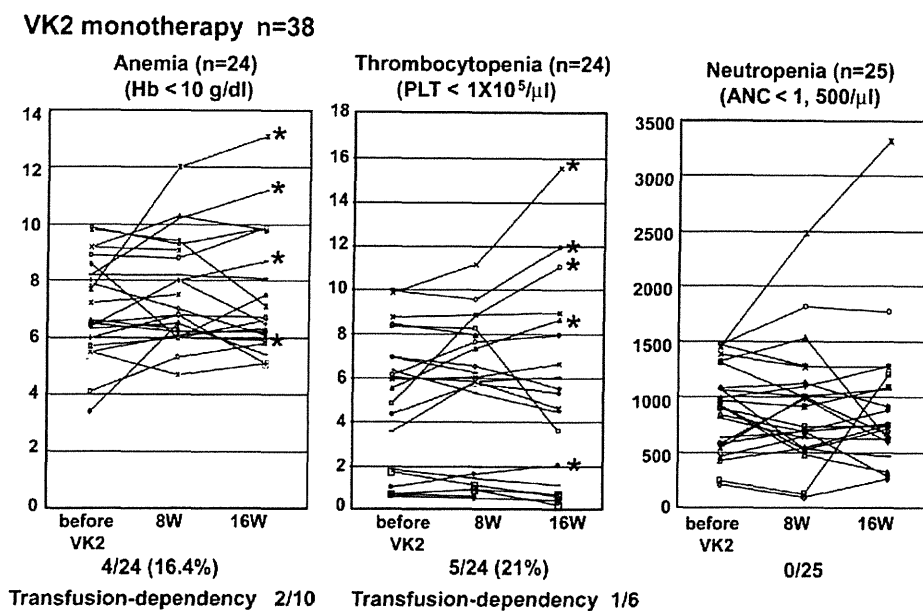 VK2 monotherapy n=38
Anemia (n=24)
(Hb < 10 g/dl)
14
12
10
8
6
4
2
0
*
*
*
*
before
VK2
8W
16W
4/24 (16.4%)
Transfusion-dependency 2/10
Thrombocytopenia (n=24)
(PLT < 1X10⁵/μl)
18
16
14
12
10
8
6
4
2
0
*
*
*
*
*
before
VK2
8W
16W
5/24 (21%)
Transfusion-dependency 1/6
Neutropenia (n=25)
(ANC < 1, 500/μl)
3500
3000
2500
2000
1500
1000
500
0
before
VK2
8W
16W
0/25